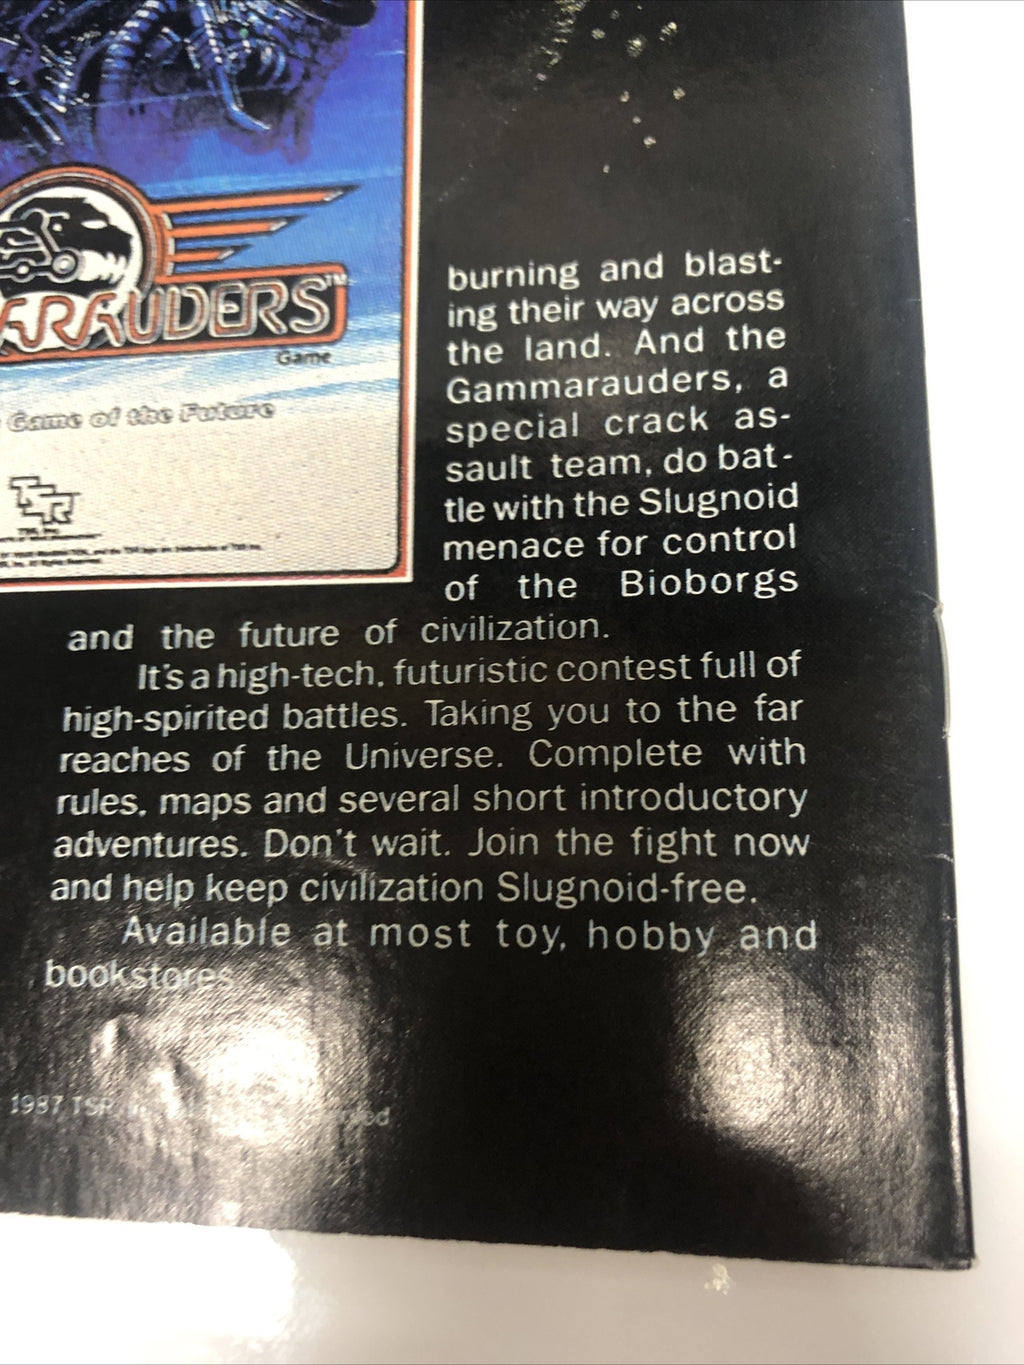 ARAUDERS™
Game
Game of the Future
TSR
burning and blast-
ing their way across
the land. And the
Gammarauders, a
special crack as-
sault team, do bat-
tle with the Slugnoid
menace for control
of the Bioborgs
and the future of civilization.
It's a high-tech, futuristic contest full of
high-spirited battles. Taking you to the far
reaches of the Universe. Complete with
rules, maps and several short introductory
adventures. Don't wait. Join the fight now
and help keep civilization Slugnoid-free.
Available at most toy, hobby and
bookstores
1987 TSR